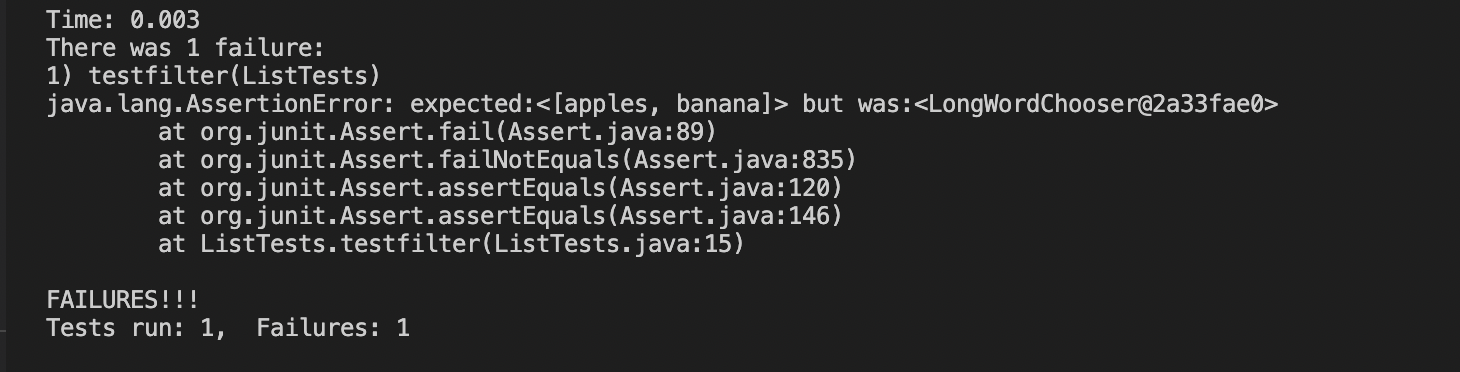 Time: 0.003
There was 1 failure:
1) testfilter(ListTests)
java.lang.AssertionError: expected:<[apples, banana]> but was:<LongWordChooser@2a33fae0>
        at org.junit.Assert.fail(Assert.java:89)
        at org.junit.Assert.failNotEquals(Assert.java:835)
        at org.junit.Assert.assertEquals(Assert.java:120)
        at org.junit.Assert.assertEquals(Assert.java:146)
        at ListTests.testfilter(ListTests.java:15)

FAILURES!!!
Tests run: 1,  Failures: 1